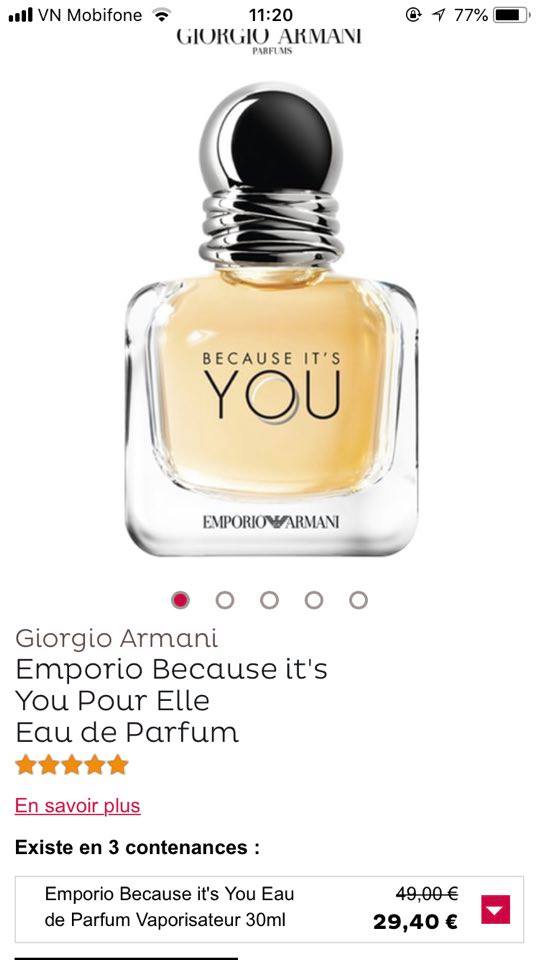 VN Mobifone 11:20 77%
GIORGIO ARMANI
PARFUMS
BECAUSE IT'S
YOU
EMPORIO ARMANI
Giorgio Armani
Emporio Because it's
You Pour Elle
Eau de Parfum
En savoir plus
Existe en 3 contenances :
Emporio Because it's You Eau 49,00 €
de Parfum Vaporisateur 30ml 29,40 €